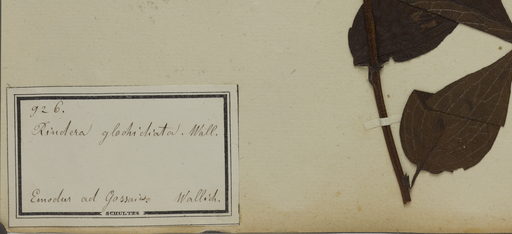 926.
Rindera glochidiata. Wall.
Emodus ad Gossain Wallich.
SCHULTES